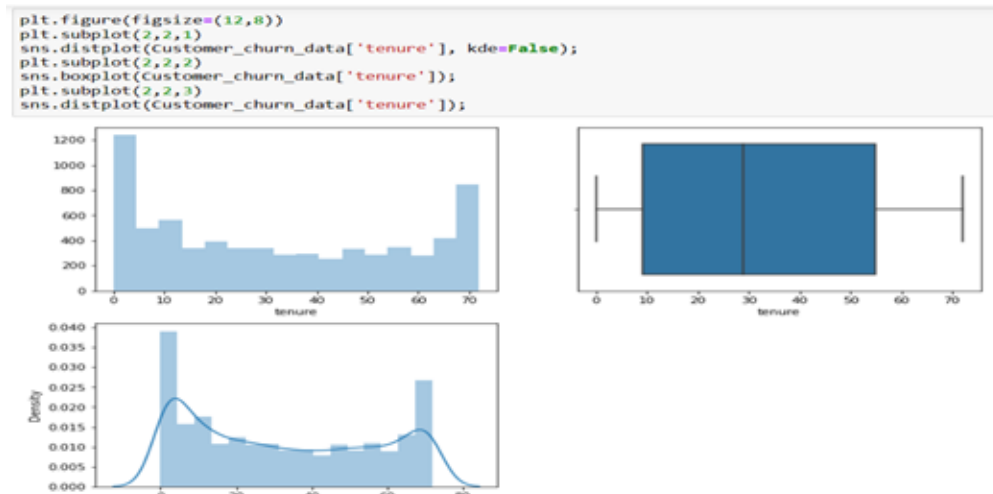 plt.figure(figsize=(12,8))
plt.subplot(2,2,1)
sns.distplot(Customer_churn_data['tenure'], kde=False);
plt.subplot(2,2,2)
sns.boxplot(Customer_churn_data['tenure']);
plt.subplot(2,2,3)
sns.distplot(Customer_churn_data['tenure']);
1200
1000
800
600
400
200
0
0 10 20 30 40 50 60 70
tenure
0 10 20 30 40 50 60 70
tenure
0.040
0.035
0.030
0.025
0.020
0.015
0.010
0.005
0.000
Density